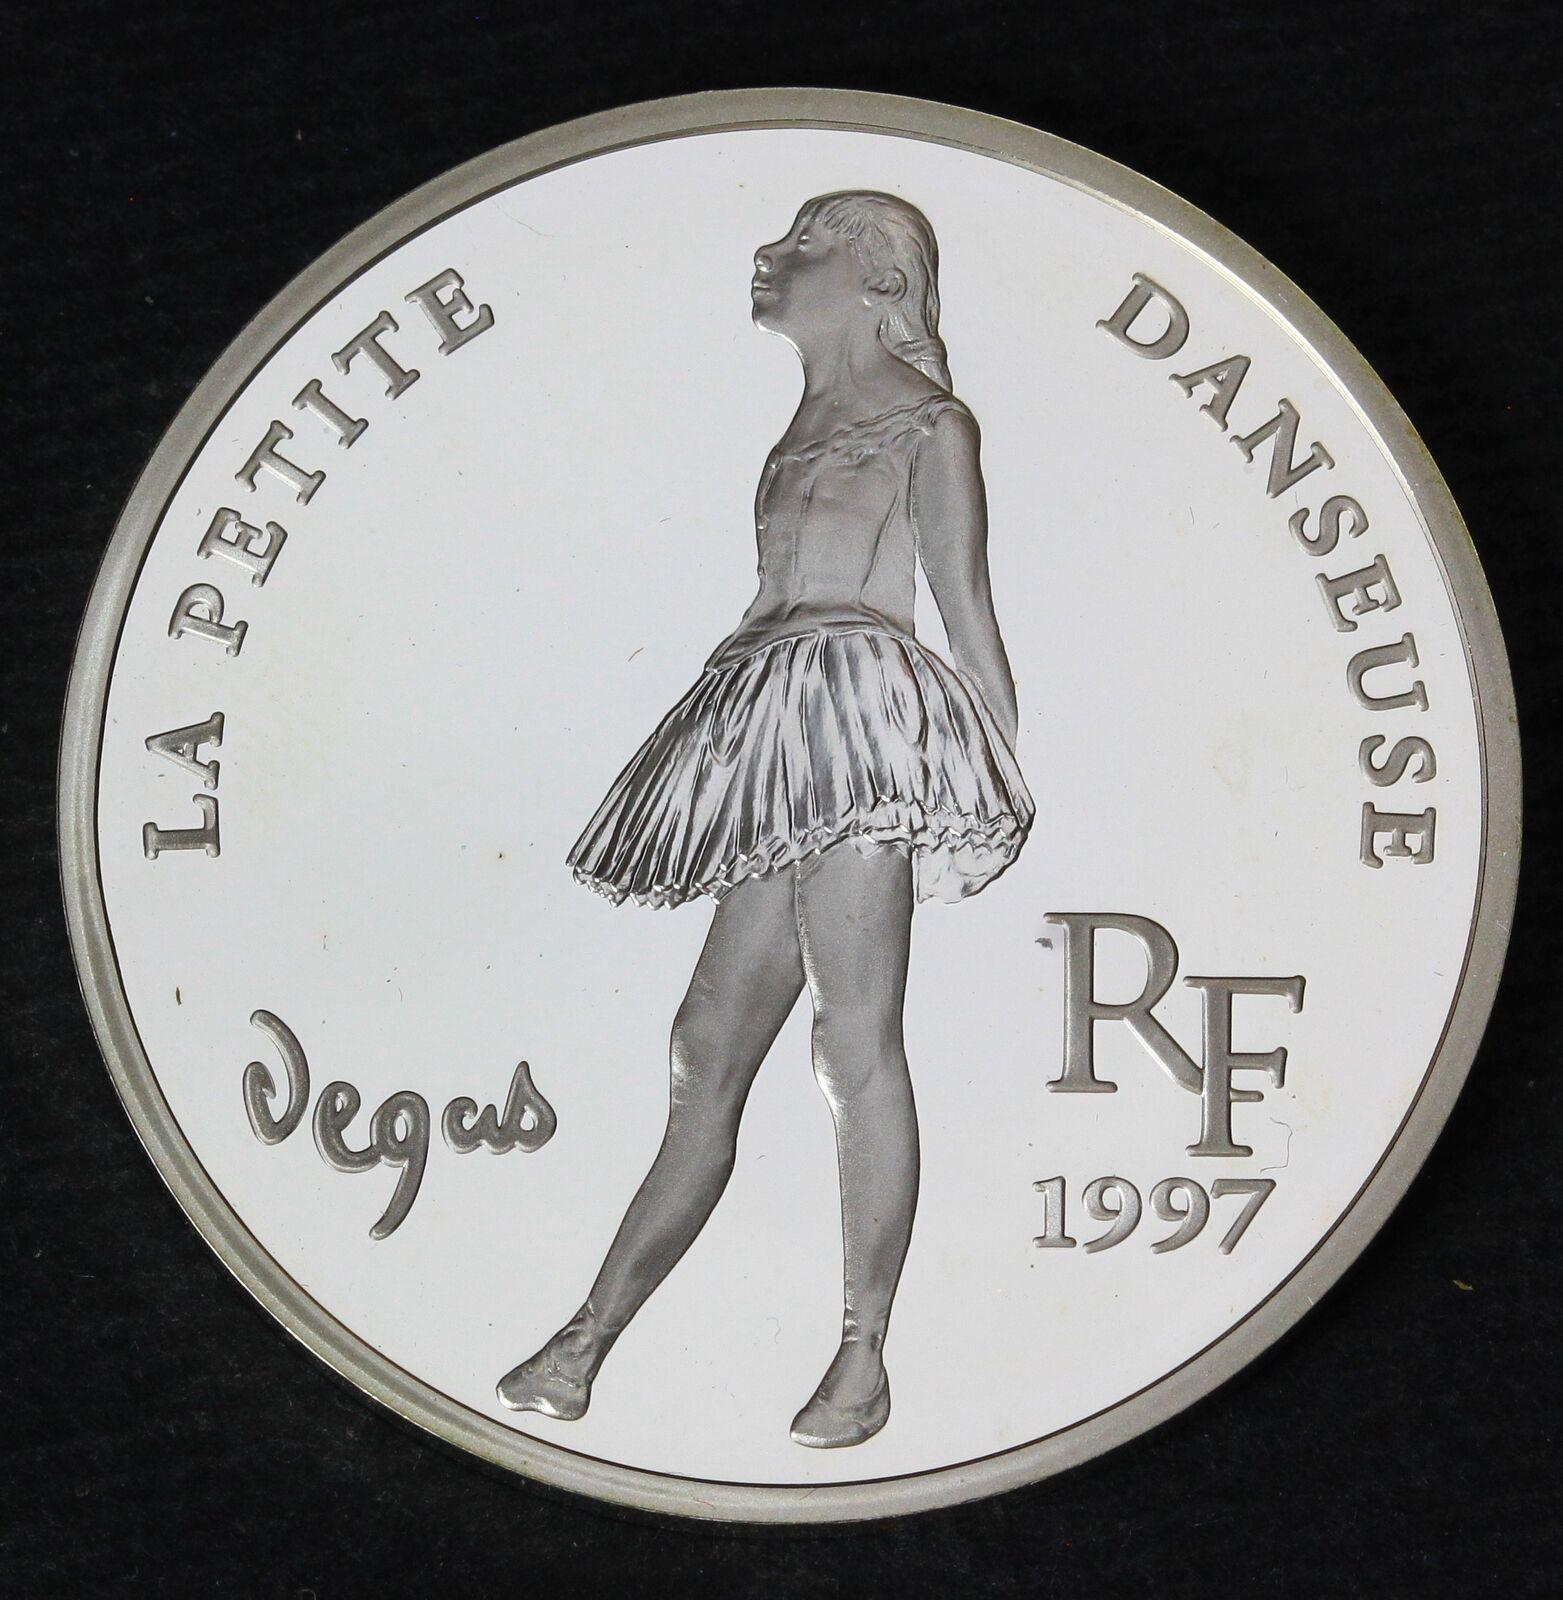 LA PETITE DANSEUSE
Degas
RF
1997